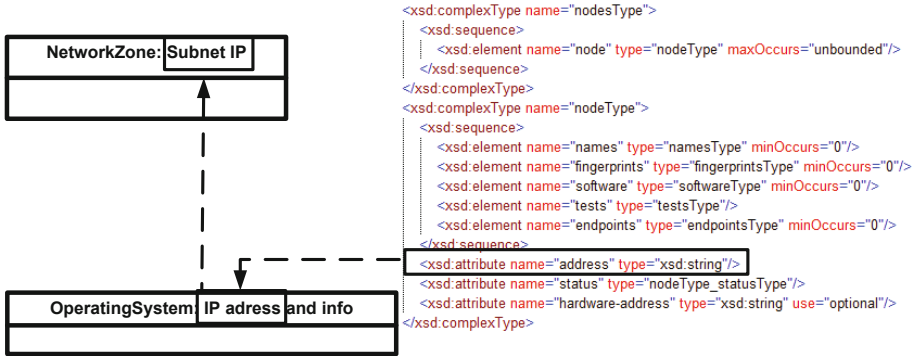 NetworkZone: Subnet IP
OperatingSystem: IP adress and info
<xsd:complexType name="nodesType">
<xsd:sequence>
<xsd:element name="node" type="nodeType" maxOccurs="unbounded"/>
</xsd:sequence>
</xsd:complexType>
<xsd:complexType name="nodeType">
<xsd:sequence>
<xsd:element name="names" type="namesType" minOccurs="0"/>
<xsd:element name="fingerprints" type="fingerprintsType" minOccurs="0"/>
<xsd:element name="software" type="softwareType" minOccurs="0"/>
<xsd:element name="tests" type="testsType"/>
<xsd:element name="endpoints" type="endpointsType" minOccurs="0"/>
</xsd:sequence>
<xsd:attribute name="address" type="xsd:string"/>
<xsd:attribute name="status" type="nodeType_statusType"/>
<xsd:attribute name="hardware-address" type="xsd:string" use="optional"/>
</xsd:complexType>